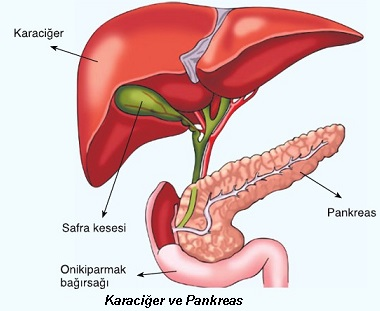 Karaciğer
Safra kesesi
Pankreas
Onikiparmak
bağırsağı
Karaciğer ve Pankreas